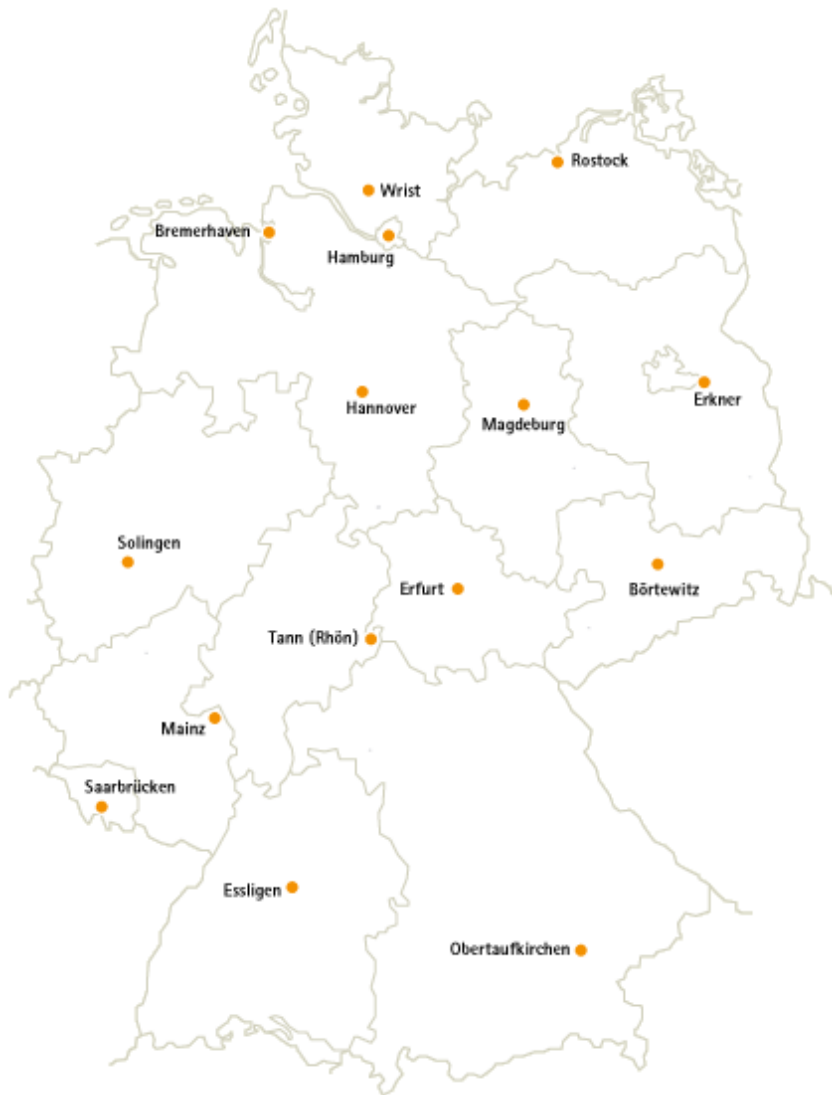 Rostock
Wrist
Bremerhaven
Hamburg
Erkner
Hannover
Magdeburg
Solingen
Erfurt
Börtewitz
Tann (Rhön)
Mainz
Saarbrücken
Essligen
Obertaufkirchen